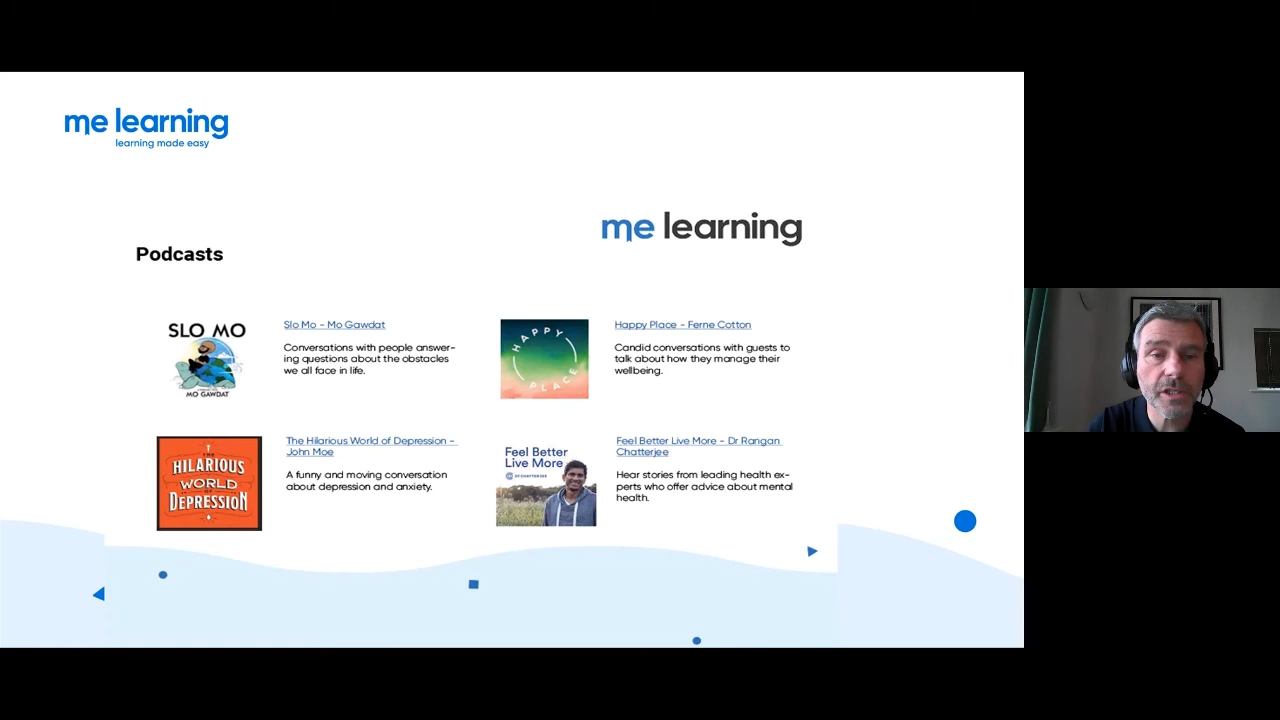 me learning
learning made easy
me learning
Podcasts
SLO MO
MO GAWDAT
Slo Mo - Mo Gawdat
Conversations with people answer-
ing questions about the obstacles
we all face in life.
HAPPY
PLACE
Happy Place - Ferne Cotton
Candid conversations with guests to
talk about how they manage their
wellbeing.
THE
HILARIOUS
WORLD
OF
DEPRESSION
The Hilarious World of Depression -
John Moe
A funny and moving conversation
about depression and anxiety.
Feel Better
Live More
DR CHATTERJEE
Feel Better Live More - Dr Rangan
Chatterjee
Hear stories from leading health ex-
perts who offer advice about mental
health.